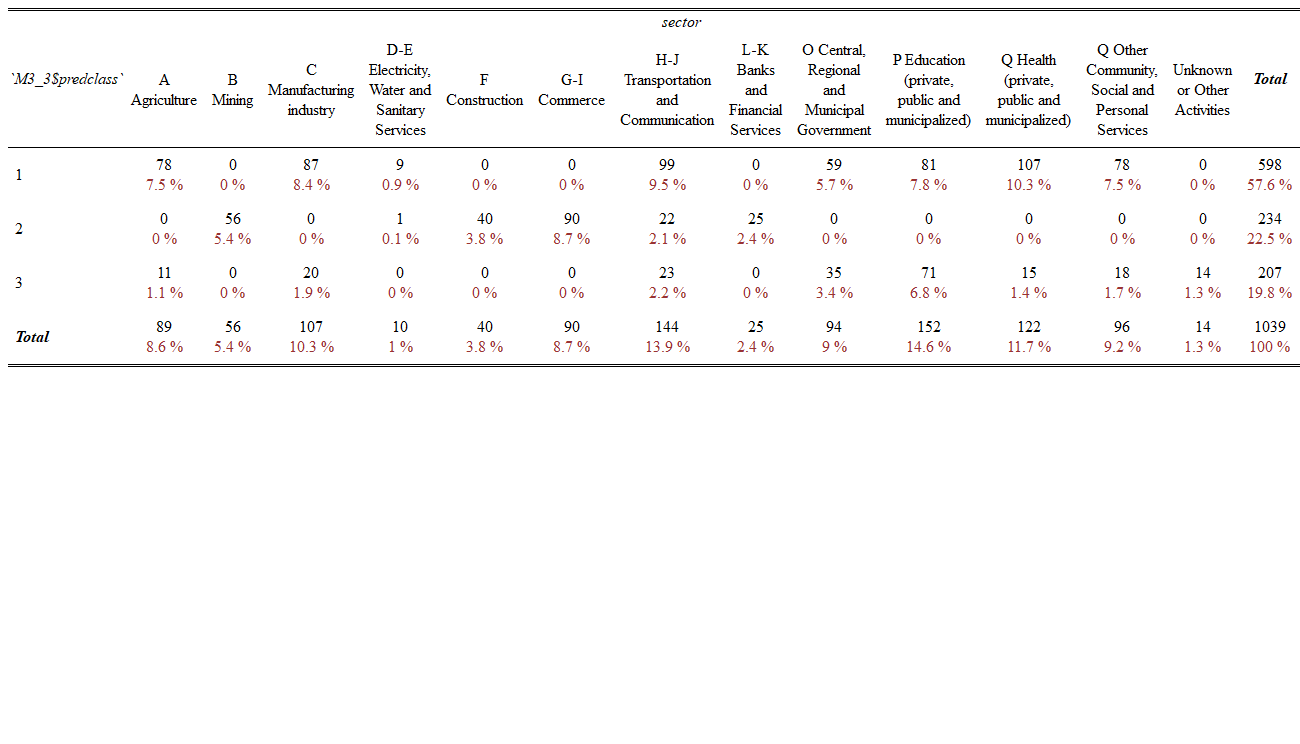 sector
`M3_3$predclass` A Agriculture B Mining C Manufacturing industry D-E Electricity, Water and Sanitary Services F Construction G-I Commerce H-J Transportation and Communication L-K Banks and Financial Services O Central, Regional and Municipal Government P Education (private, public and municipalized) Q Health (private, public and municipalized) Q Other Community, Social and Personal Services Unknown or Other Activities Total
1 78 0 87 9 0 0 99 0 59 81 107 78 0 598
7.5 % 0 % 8.4 % 0.9 % 0 % 0 % 9.5 % 0 % 5.7 % 7.8 % 10.3 % 7.5 % 0 % 57.6 %
2 0 56 0 1 40 90 22 25 0 0 0 0 0 234
0 % 5.4 % 0 % 0.1 % 3.8 % 8.7 % 2.1 % 2.4 % 0 % 0 % 0 % 0 % 0 % 22.5 %
3 11 0 20 0 0 0 23 0 35 71 15 18 14 207
1.1 % 0 % 1.9 % 0 % 0 % 0 % 2.2 % 0 % 3.4 % 6.8 % 1.4 % 1.7 % 1.3 % 19.8 %
Total 89 56 107 10 40 90 144 25 94 152 122 96 14 1039
8.6 % 5.4 % 10.3 % 1 % 3.8 % 8.7 % 13.9 % 2.4 % 9 % 14.6 % 11.7 % 9.2 % 1.3 % 100 %